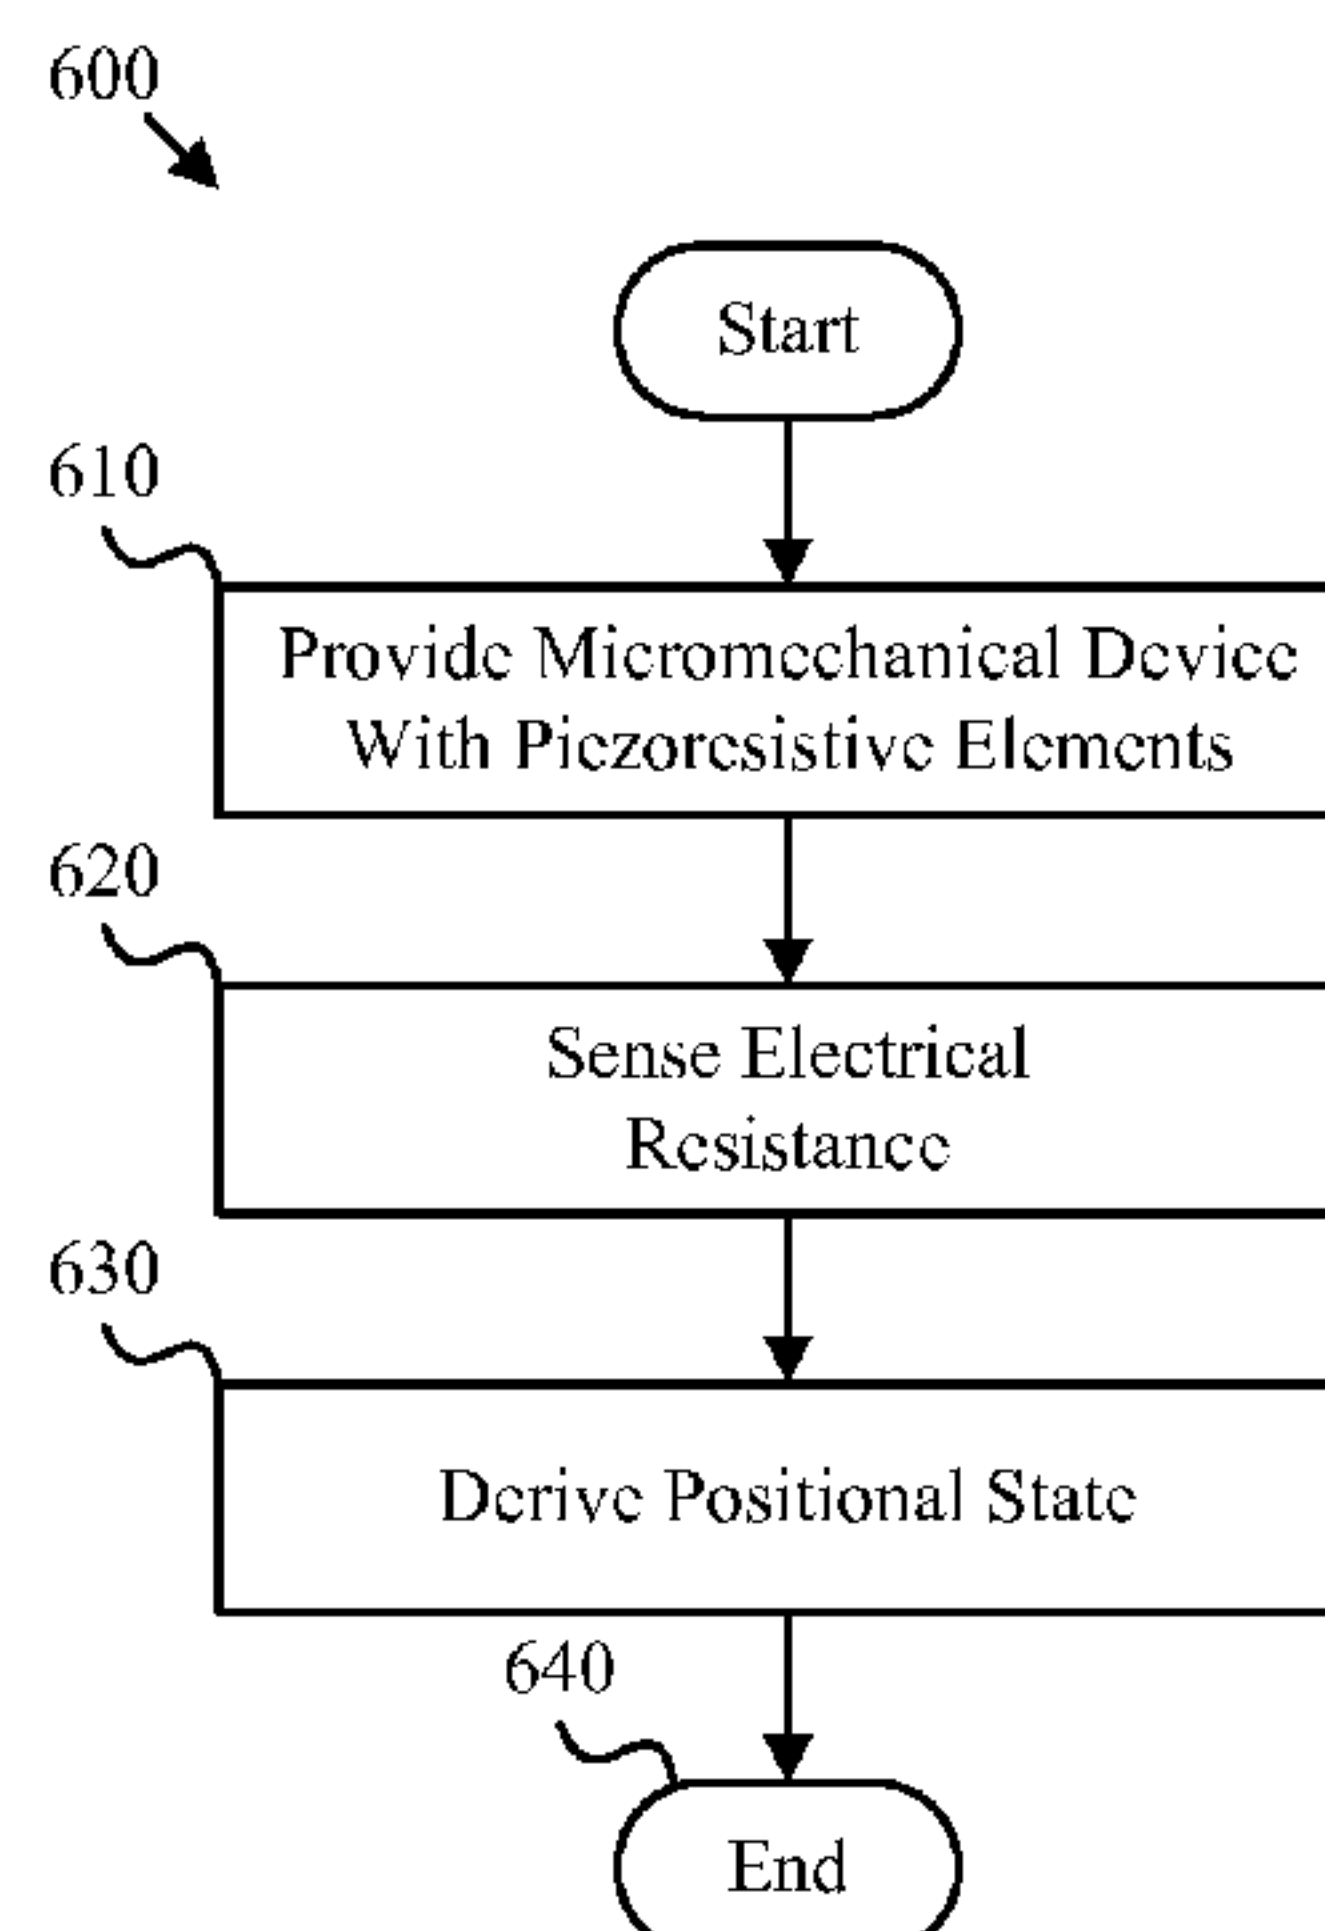 600
Start
610
Provide Micromechanical Device
With Piezoresistive Elements
620
Sense Electrical
Resistance
630
Derive Positional State
640
End